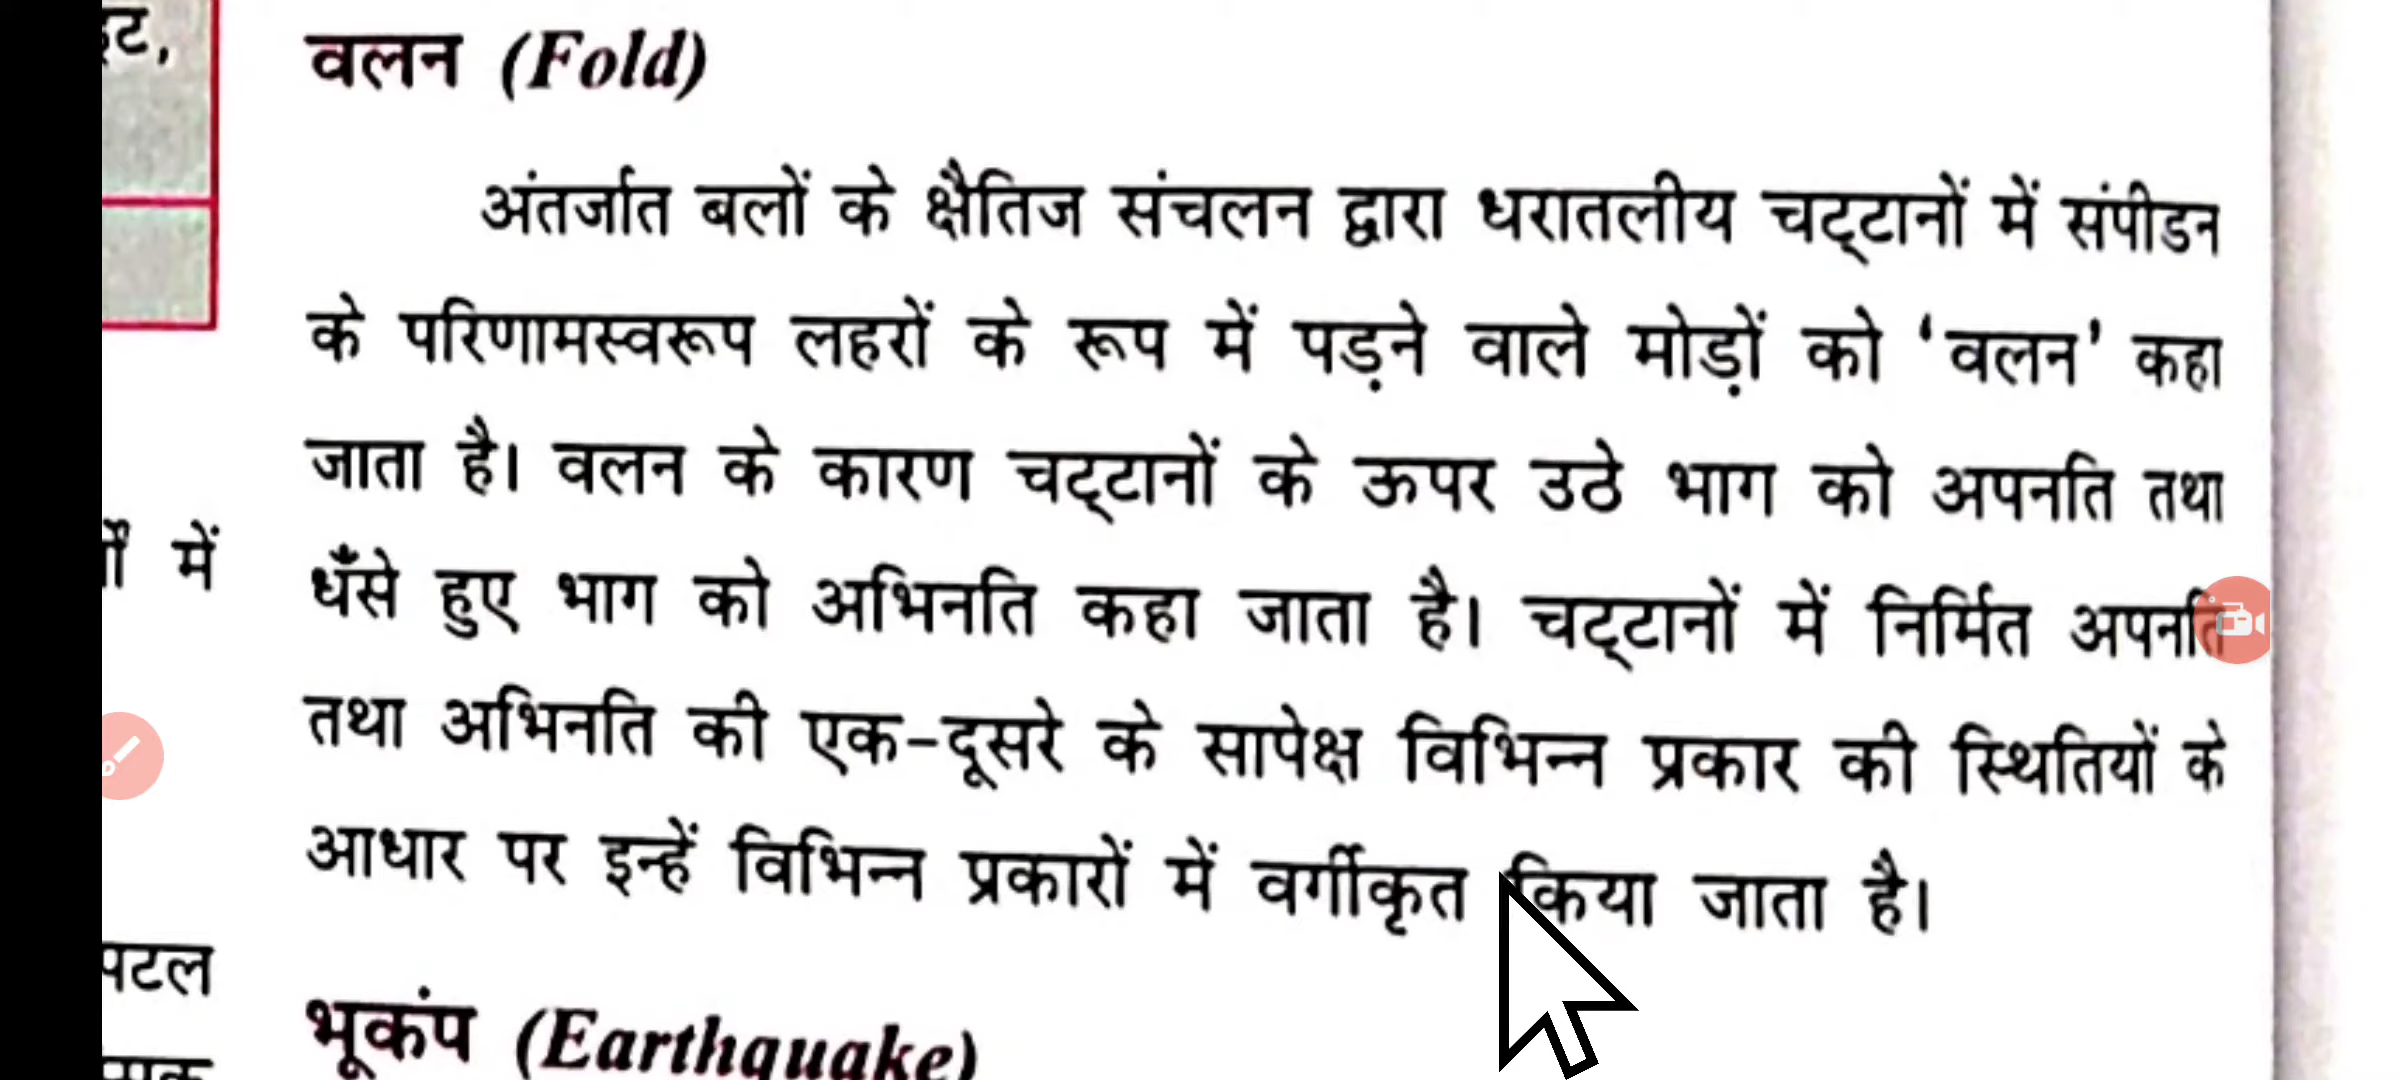 वलन (Fold)
अंतर्जात बलों के क्षैतिज संचलन द्वारा धरातलीय चट्टानों में संपीडन
के परिणामस्वरूप लहरों के रूप में पड़ने वाले मोड़ों को ‘वलन’ कहा
जाता है। वलन के कारण चट्टानों के ऊपर उठे भाग को अपनति तथा
धँसे हुए भाग को अभिनति कहा जाता है। चट्टानों में निर्मित अपनति
तथा अभिनति की एक-दूसरे के सापेक्ष विभिन्न प्रकार की स्थितियों के
आधार पर इन्हें विभिन्न प्रकारों में वर्गीकृत किया जाता है।
भूकंप (Earthquake)
में